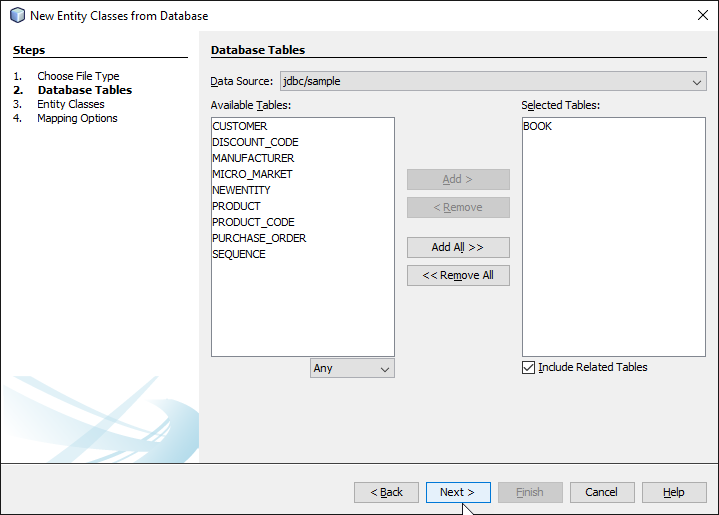 New Entity Classes from Database
Steps
1. Choose File Type
2. Database Tables
3. Entity Classes
4. Mapping Options
Database Tables
Data Source: jdbc/sample
Available Tables:
CUSTOMER
DISCOUNT_CODE
MANUFACTURER
MICRO_MARKET
NEWENTITY
PRODUCT
PRODUCT_CODE
PURCHASE_ORDER
SEQUENCE
Any
Add >
< Remove
Add All >>
<< Remove All
Selected Tables:
BOOK
Include Related Tables
< Back
Next >
Finish
Cancel
Help